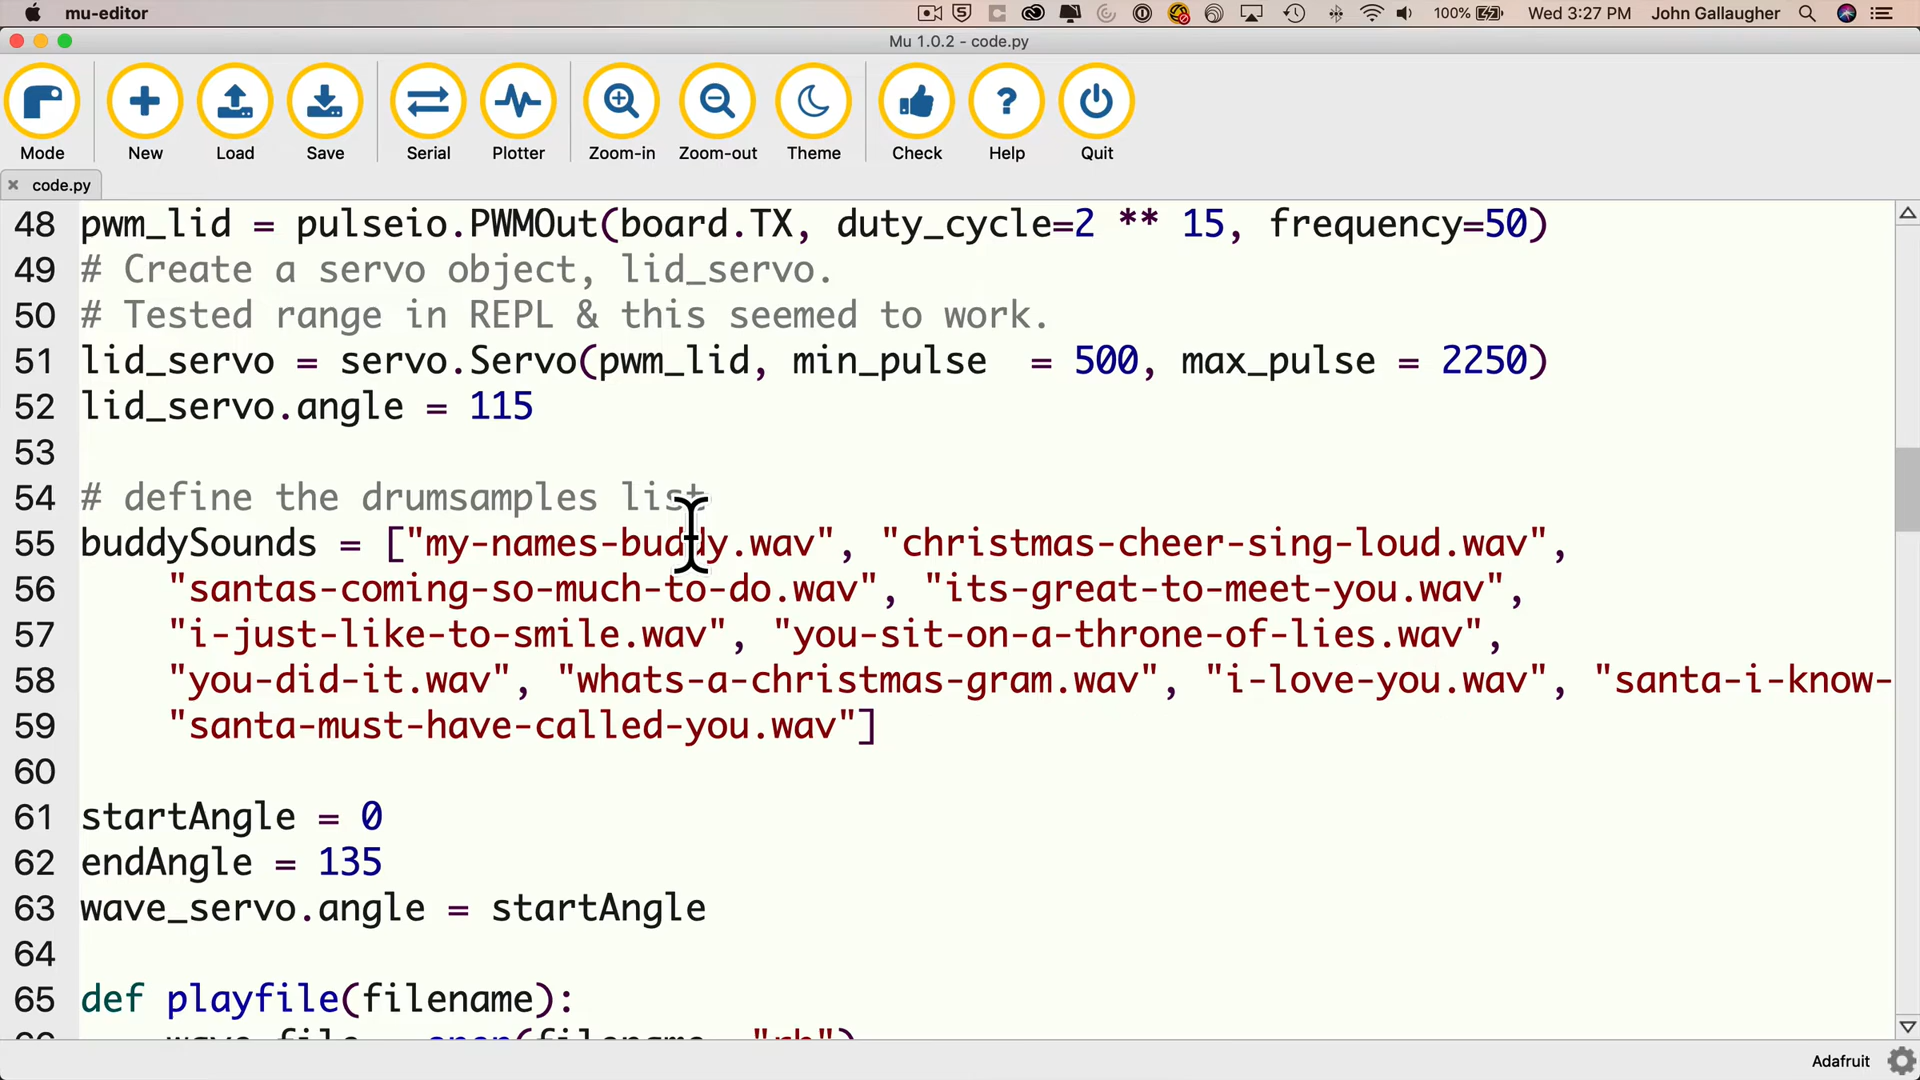 mu-editor
100%
Wed 3:27 PM
John Gallaugher
Mu 1.0.2 - code.py
Mode
New
Load
Save
Serial
Plotter
Zoom-in
Zoom-out
Theme
Check
Help
Quit
code.py
48 pwm_lid = pulseio.PWMOut(board.TX, duty_cycle=2 ** 15, frequency=50)
49 # Create a servo object, lid_servo.
50 # Tested range in REPL & this seemed to work.
51 lid_servo = servo.Servo(pwm_lid, min_pulse  = 500, max_pulse = 2250)
52 lid_servo.angle = 115
53
54 # define the drumsamples list
55 buddySounds = ["my-names-buddy.wav", "christmas-cheer-sing-loud.wav",
56     "santas-coming-so-much-to-do.wav", "its-great-to-meet-you.wav",
57     "i-just-like-to-smile.wav", "you-sit-on-a-throne-of-lies.wav",
58     "you-did-it.wav", "whats-a-christmas-gram.wav", "i-love-you.wav", "santa-i-know-
59     "santa-must-have-called-you.wav"]
60
61 startAngle = 0
62 endAngle = 135
63 wave_servo.angle = startAngle
64
65 def playfile(filename):
Adafruit